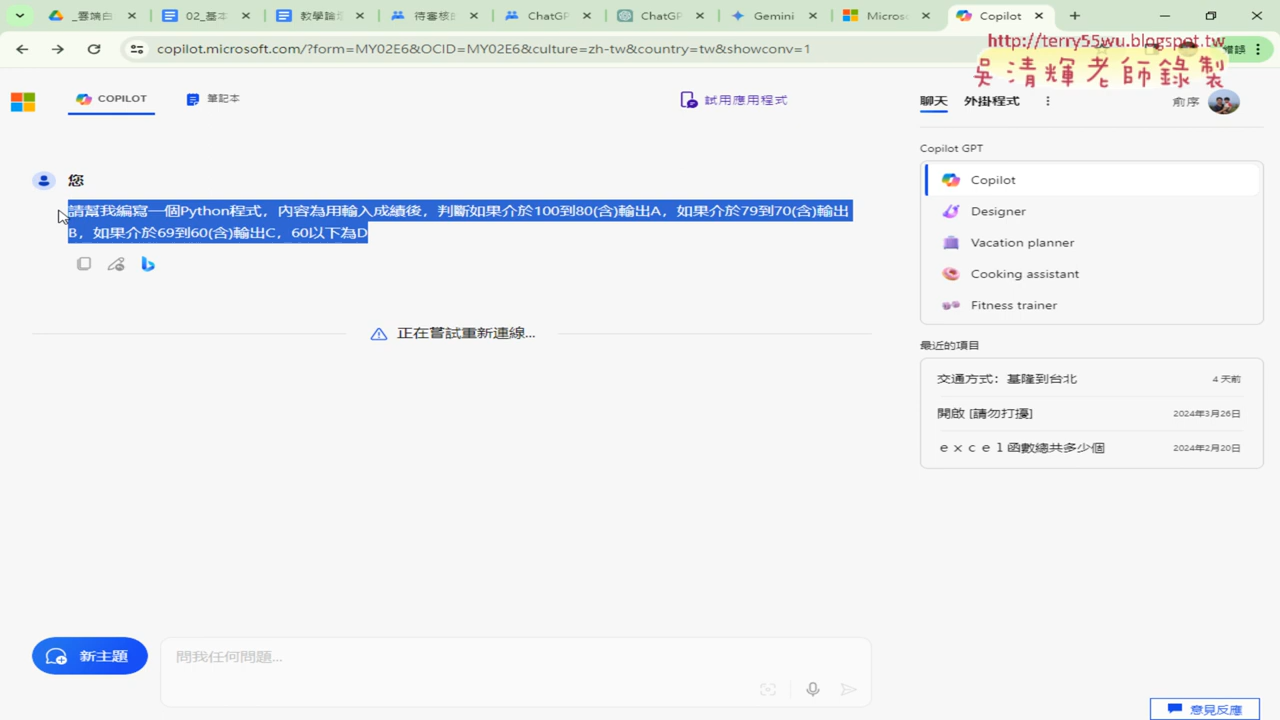 _雲端白
02_基本
教學論壇
待審核的
ChatGP
ChatGP
Gemini
Micros
Copilot
copilot.microsoft.com/?form=MY02E6&OCID=MY02E6&culture=zh-tw&country=tw&showconv=1
http://terry55wu.blogspot.tw
吳清輝老師錄製
COPILOT
筆記本
試用應用程式
聊天
外掛程式
俞序
您
請幫我編寫一個Python程式，內容為用輸入成績後，判斷如果介於100到80(含)輸出A，如果介於79到70(含)輸出
B，如果介於69到60(含)輸出C，60以下為D
正在嘗試重新連線...
Copilot GPT
Copilot
Designer
Vacation planner
Cooking assistant
Fitness trainer
最近的項目
交通方式：基隆到台北
4 天前
開啟 [請勿打擾]
2024年3月26日
ｅｘｃｅｌ函數總共多少個
2024年2月20日
新主題
問我任何問題...
意見反應